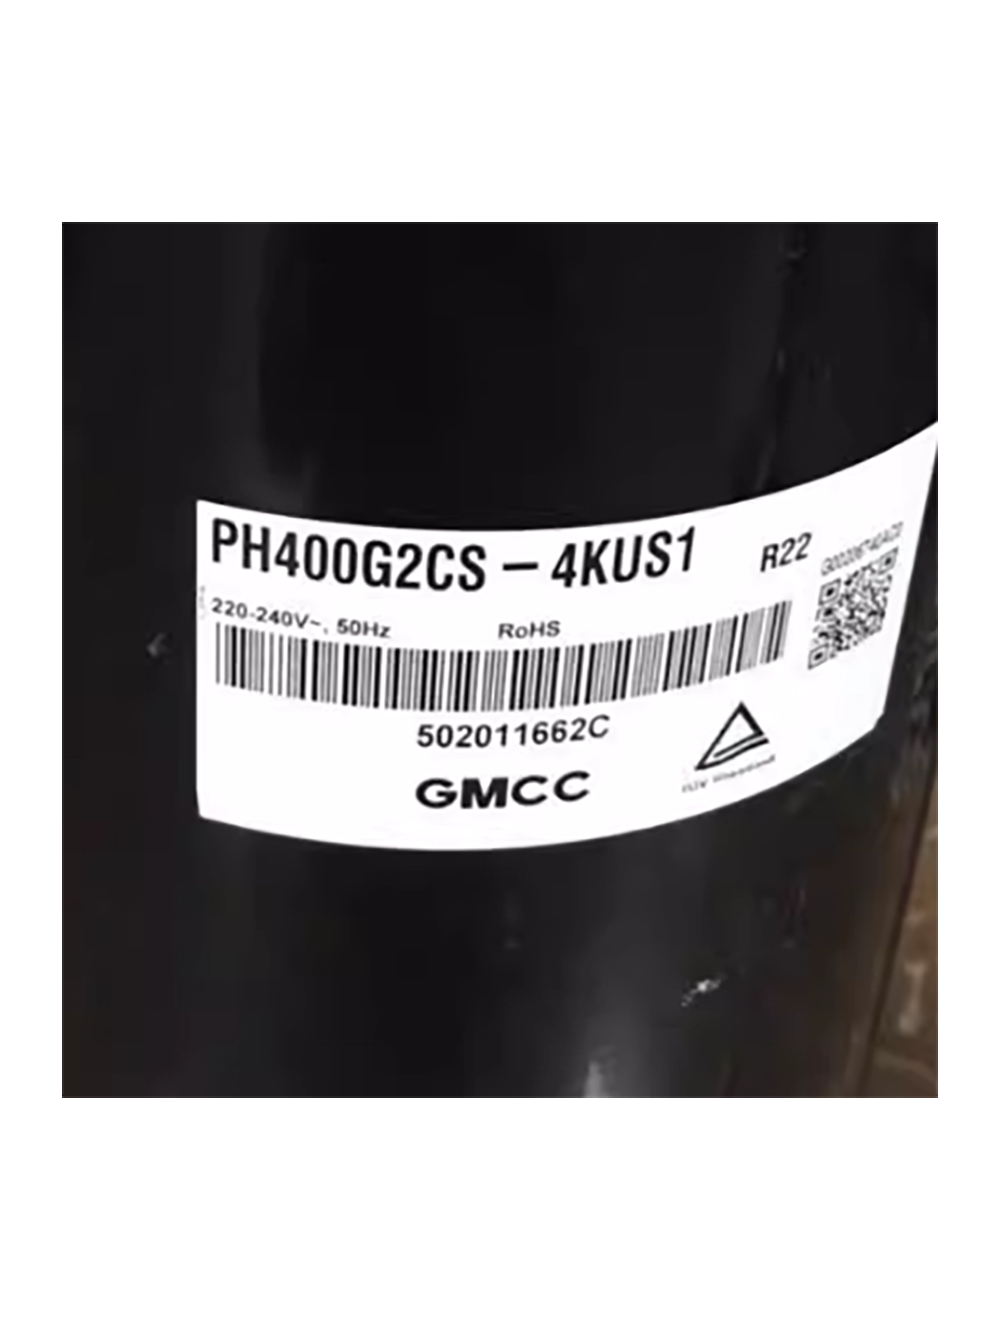 PH400G2CS - 4KUS1
R22
220-240V~, 50Hz
RoHS
502011662C
GMCC